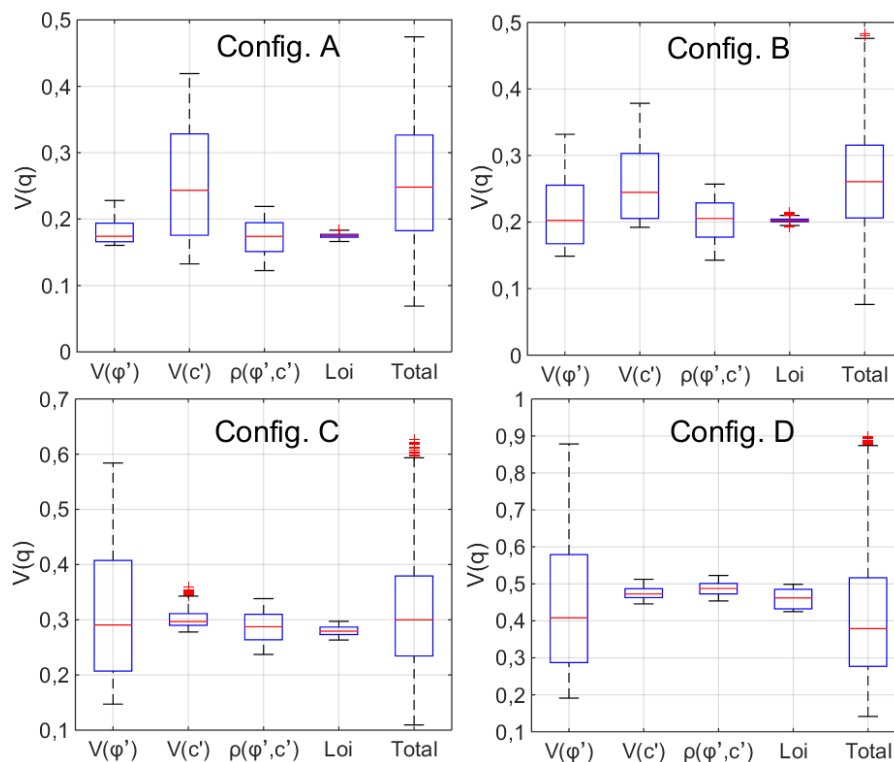 Config. A
0,5
0,4
0,3
0,2
0,1
0
V(q)
V(φ’) V(c') ρ(φ’,c’) Loi Total
Config. B
0,5
0,4
0,3
0,2
0,1
0
V(q)
V(φ’) V(c') ρ(φ’,c’) Loi Total
Config. C
0,7
0,6
0,5
0,4
0,3
0,2
0,1
V(q)
V(φ’) V(c') ρ(φ’,c’) Loi Total
Config. D
1
0,9
0,8
0,7
0,6
0,5
0,4
0,3
0,2
0,1
V(q)
V(φ’) V(c') ρ(φ’,c’) Loi Total